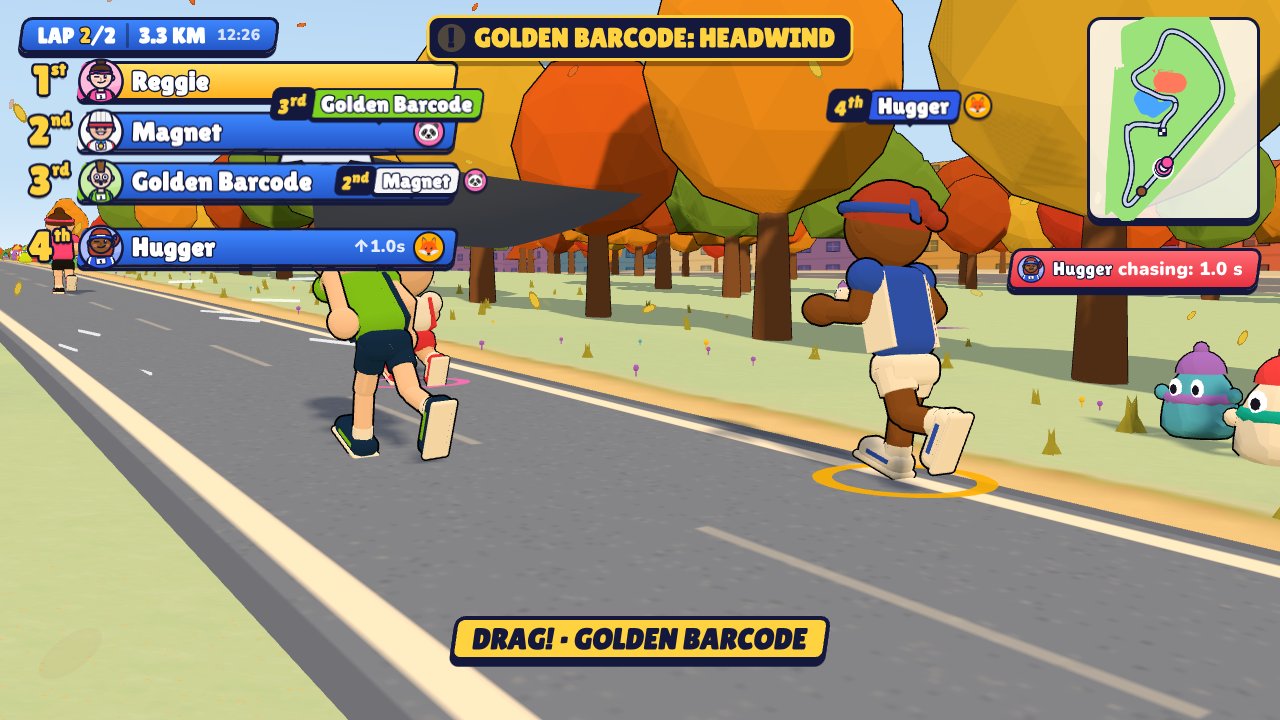 LAP 2/2 3.3 KM 12:26
GOLDEN BARCODE: HEADWIND
1st Reggie
3rd Golden Barcode
2nd Magnet
3rd Golden Barcode
2nd Magnet
4th Hugger ↑1.0s
4th Hugger
Hugger chasing: 1.0 s
DRAG! - GOLDEN BARCODE